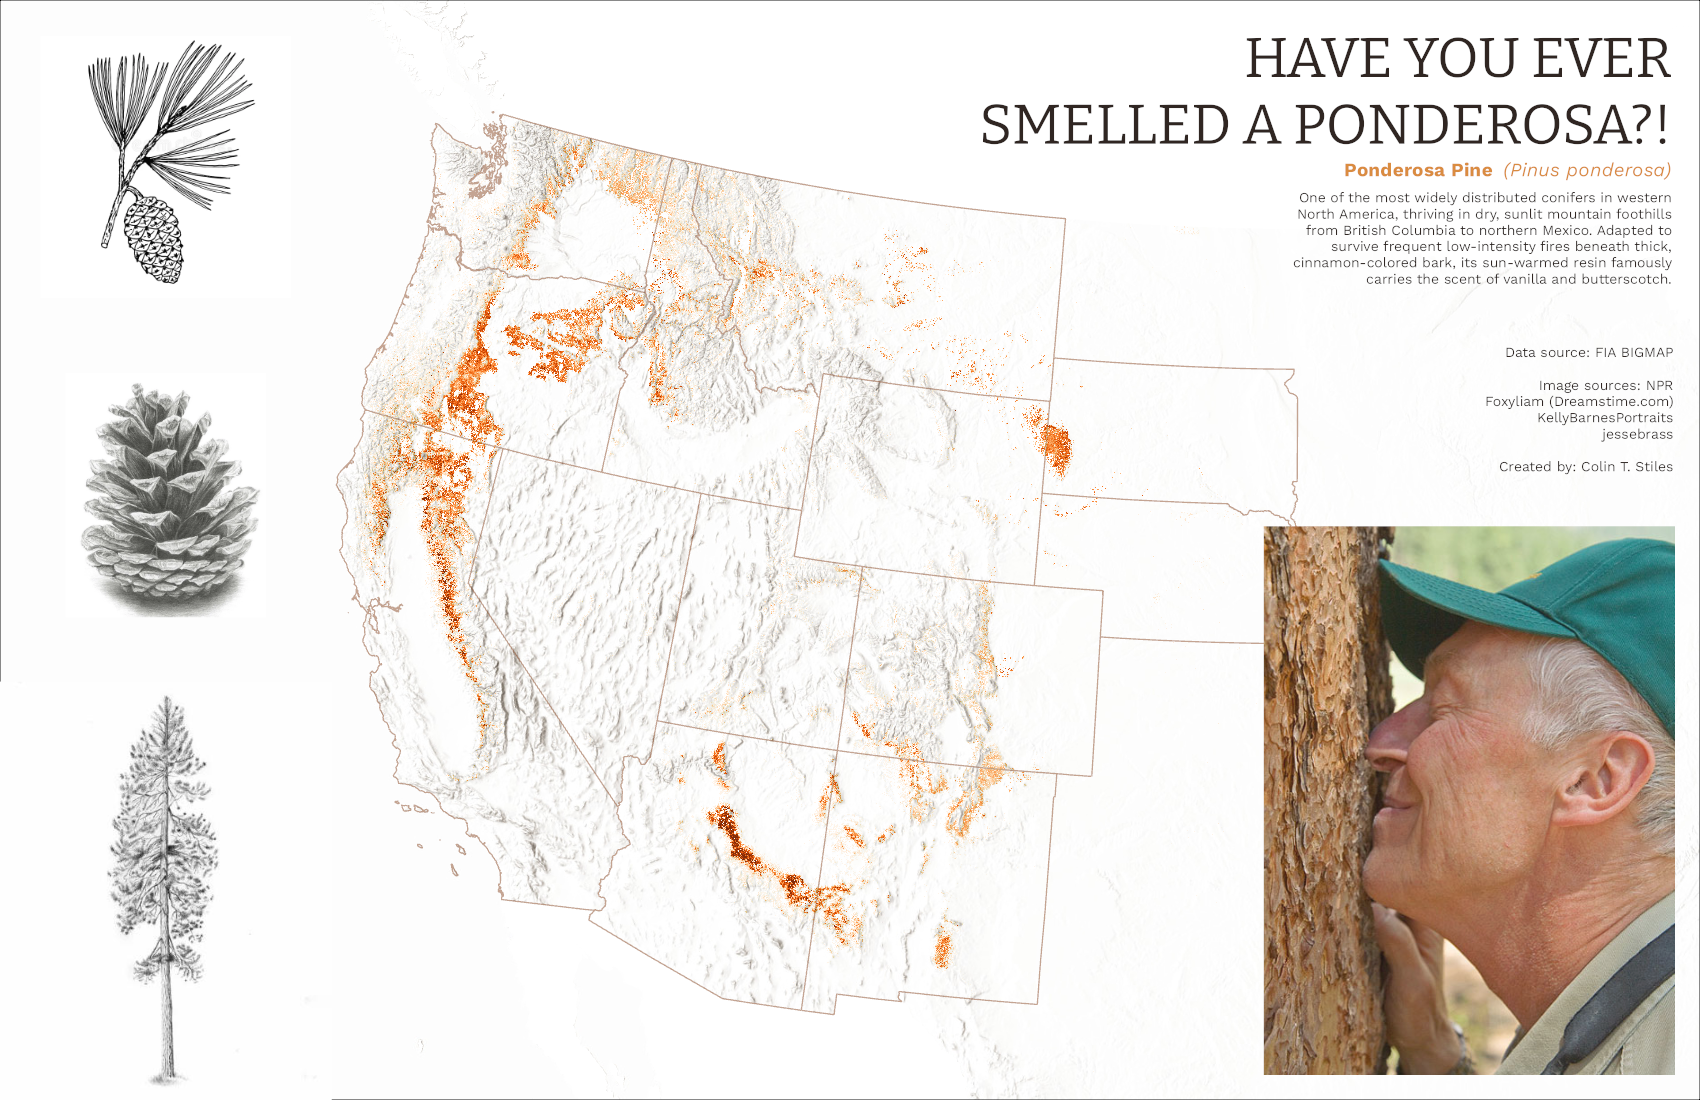 HAVE YOU EVER
SMELLED A PONDEROSA?!
Ponderosa Pine (Pinus ponderosa)
One of the most widely distributed conifers in western
North America, thriving in dry, sunlit mountain foothills
from British Columbia to northern Mexico. Adapted to
survive frequent low-intensity fires beneath thick,
cinnamon-colored bark, its sun-warmed resin famously
carries the scent of vanilla and butterscotch.
Data source: FIA BIGMAP
Image sources: NPR
Foxyliam (Dreamstime.com)
KellyBarnesPortraits
jessebrass
Created by: Colin T. Stiles